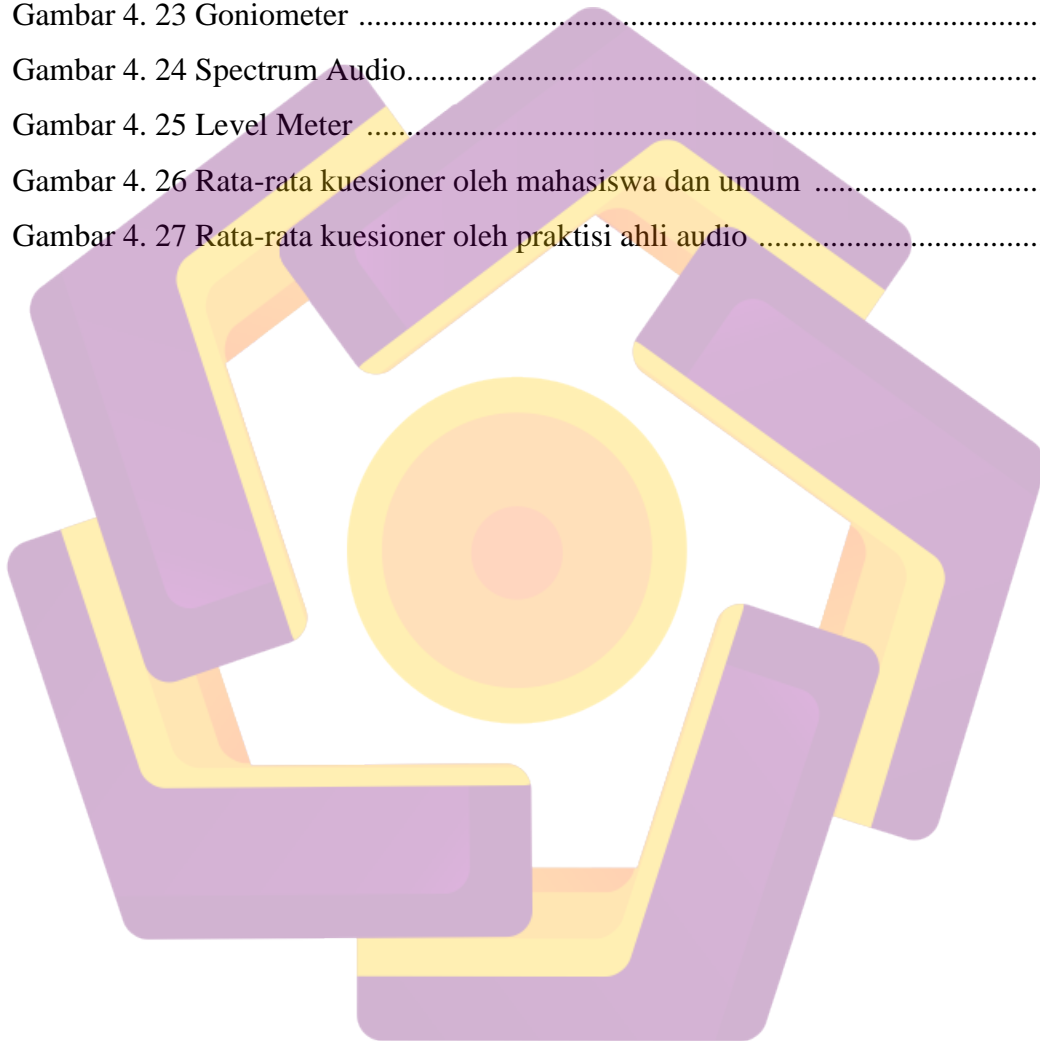 Gambar 4. 23 Goniometer ....................................................................................
Gambar 4. 24 Spectrum Audio..............................................................................
Gambar 4. 25 Level Meter ...................................................................................
Gambar 4. 26 Rata-rata kuesioner oleh mahasiswa dan umum ............................
Gambar 4. 27 Rata-rata kuesioner oleh praktisi ahli audio ...................................